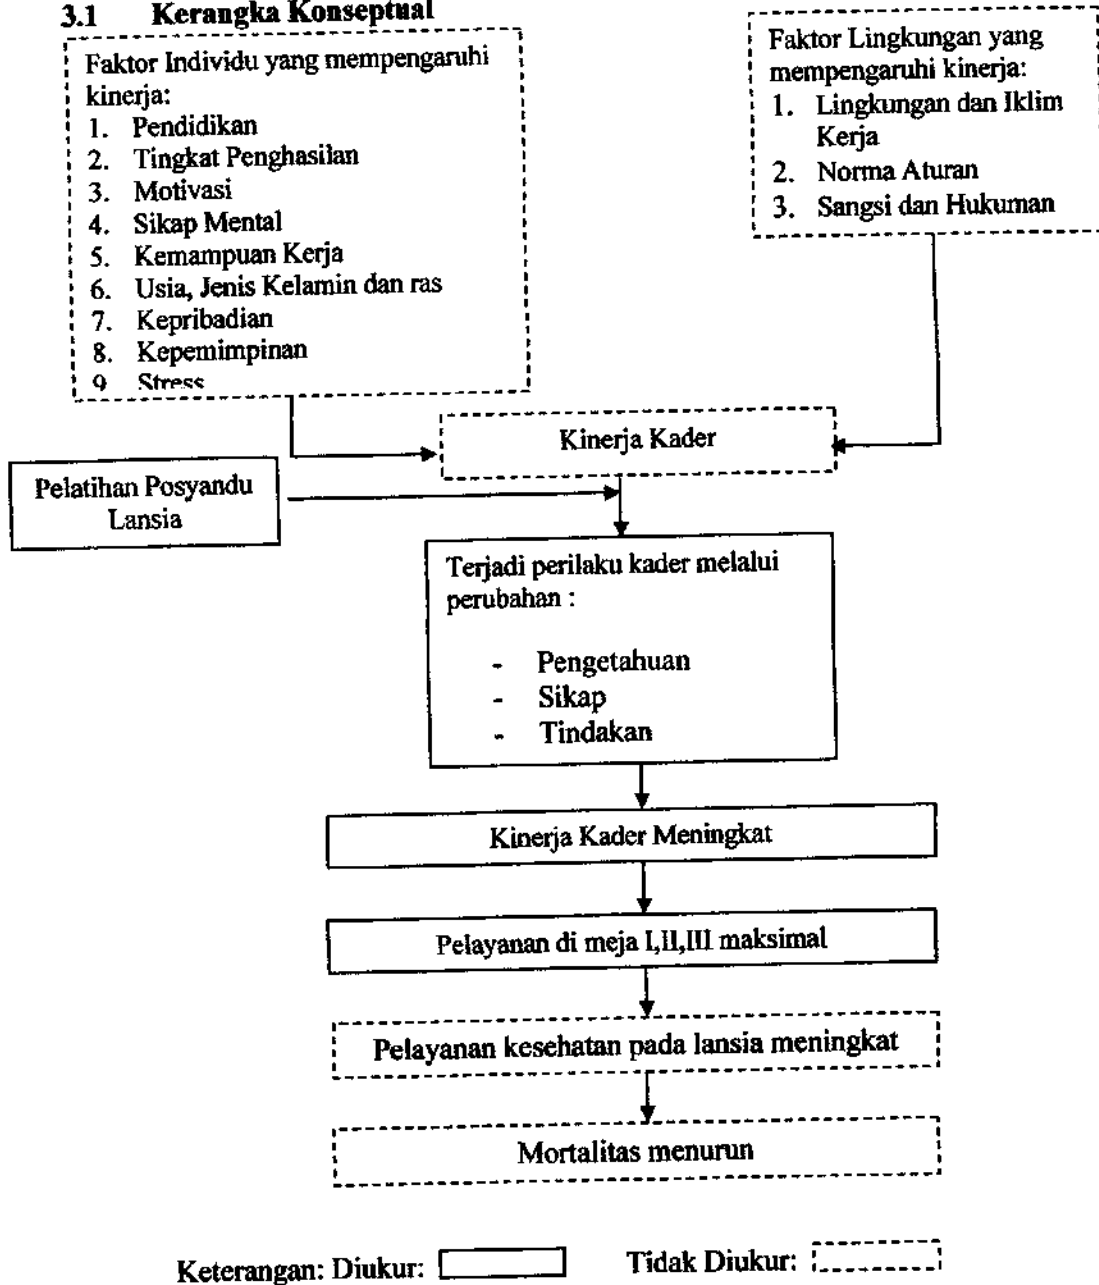 3.1 Kerangka Konseptual
Faktor Individu yang mempengaruhi
kinerja:
1. Pendidikan
2. Tingkat Penghasilan
3. Motivasi
4. Sikap Mental
5. Kemampuan Kerja
6. Usia, Jenis Kelamin dan ras
7. Kepribadian
8. Kepemimpinan
9 Stress
Faktor Lingkungan yang
mempengaruhi kinerja:
1. Lingkungan dan Iklim
Kerja
2. Norma Aturan
3. Sangsi dan Hukuman
Kinerja Kader
Pelatihan Posyandu
Lansia
Terjadi perilaku kader melalui
perubahan :
- Pengetahuan
- Sikap
- Tindakan
Kinerja Kader Meningkat
Pelayanan di meja I,II,III maksimal
Pelayanan kesehatan pada lansia meningkat
Mortalitas menurun
Keterangan: Diukur: Tidak Diukur: